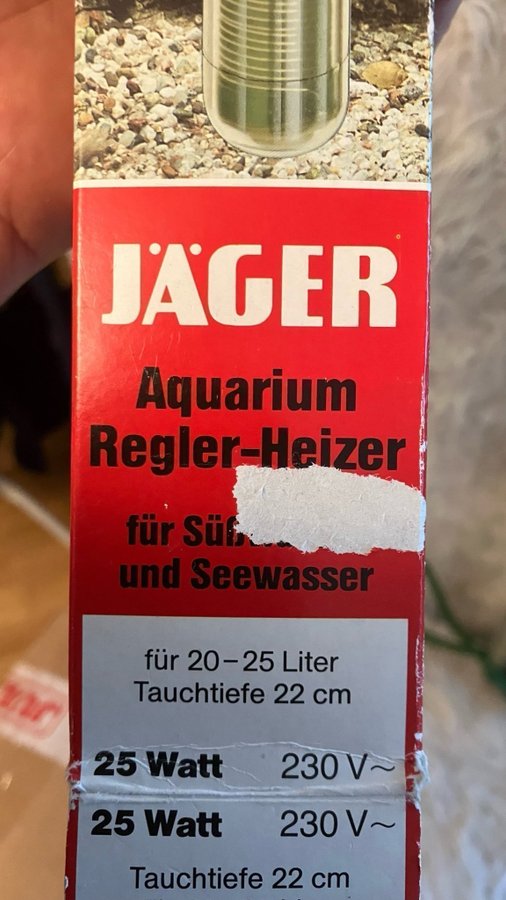 JÄGER
Aquarium
Regler-Heizer
für
und Seewasser
für 20–25 Liter
Tauchtiefe 22 cm
25 Watt 230 V~
25 Watt 230 V~
Tauchtiefe 22 cm